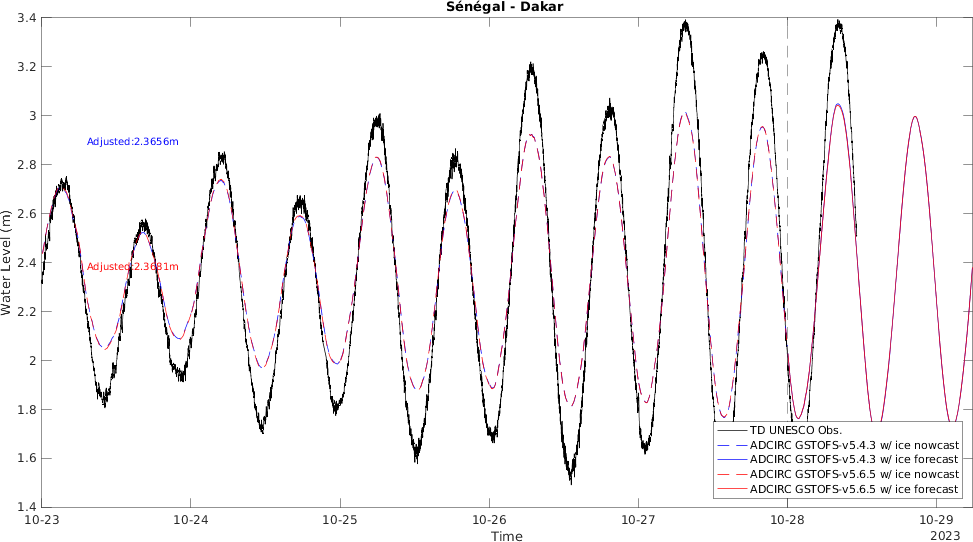 Sénégal - Dakar
3.4
3.2
3
2.8
2.6
2.4
2.2
2
1.8
1.6
1.4
Water Level (m)
Adjusted:2.3656m
Adjusted:2.3681m
TD UNESCO Obs.
ADCIRC GSTOFS-v5.4.3 w/ ice nowcast
ADCIRC GSTOFS-v5.4.3 w/ ice forecast
ADCIRC GSTOFS-v5.6.5 w/ ice nowcast
ADCIRC GSTOFS-v5.6.5 w/ ice forecast
10-23 10-24 10-25 10-26 10-27 10-28 10-29
Time
2023